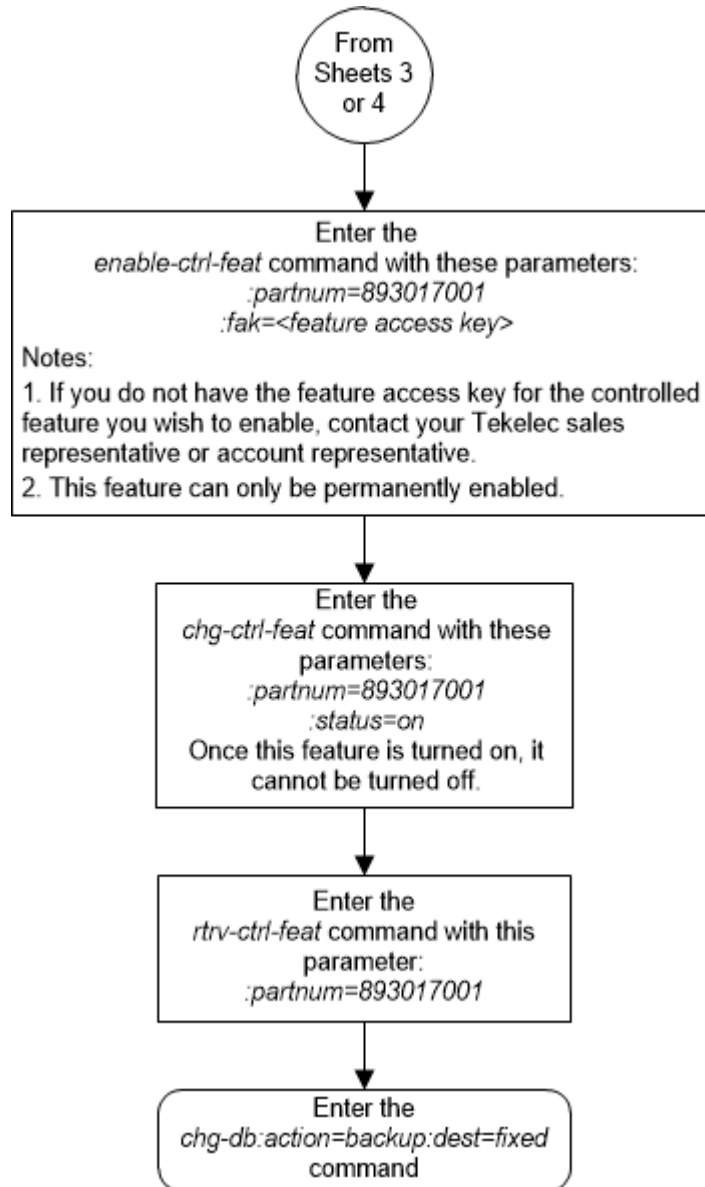 From
Sheets 3
or 4
Enter the
enable-ctrl-feat command with these parameters:
:partnum=893017001
:fak=<feature access key>
Notes:
1. If you do not have the feature access key for the controlled
feature you wish to enable, contact your Tekelec sales
representative or account representative.
2. This feature can only be permanently enabled.
Enter the
chg-ctrl-feat command with these
parameters:
:partnum=893017001
:status=on
Once this feature is turned on, it
cannot be turned off.
Enter the
rtrv-ctrl-feat command with this
parameter:
:partnum=893017001
Enter the
chg-db:action=backup:dest=fixed
command